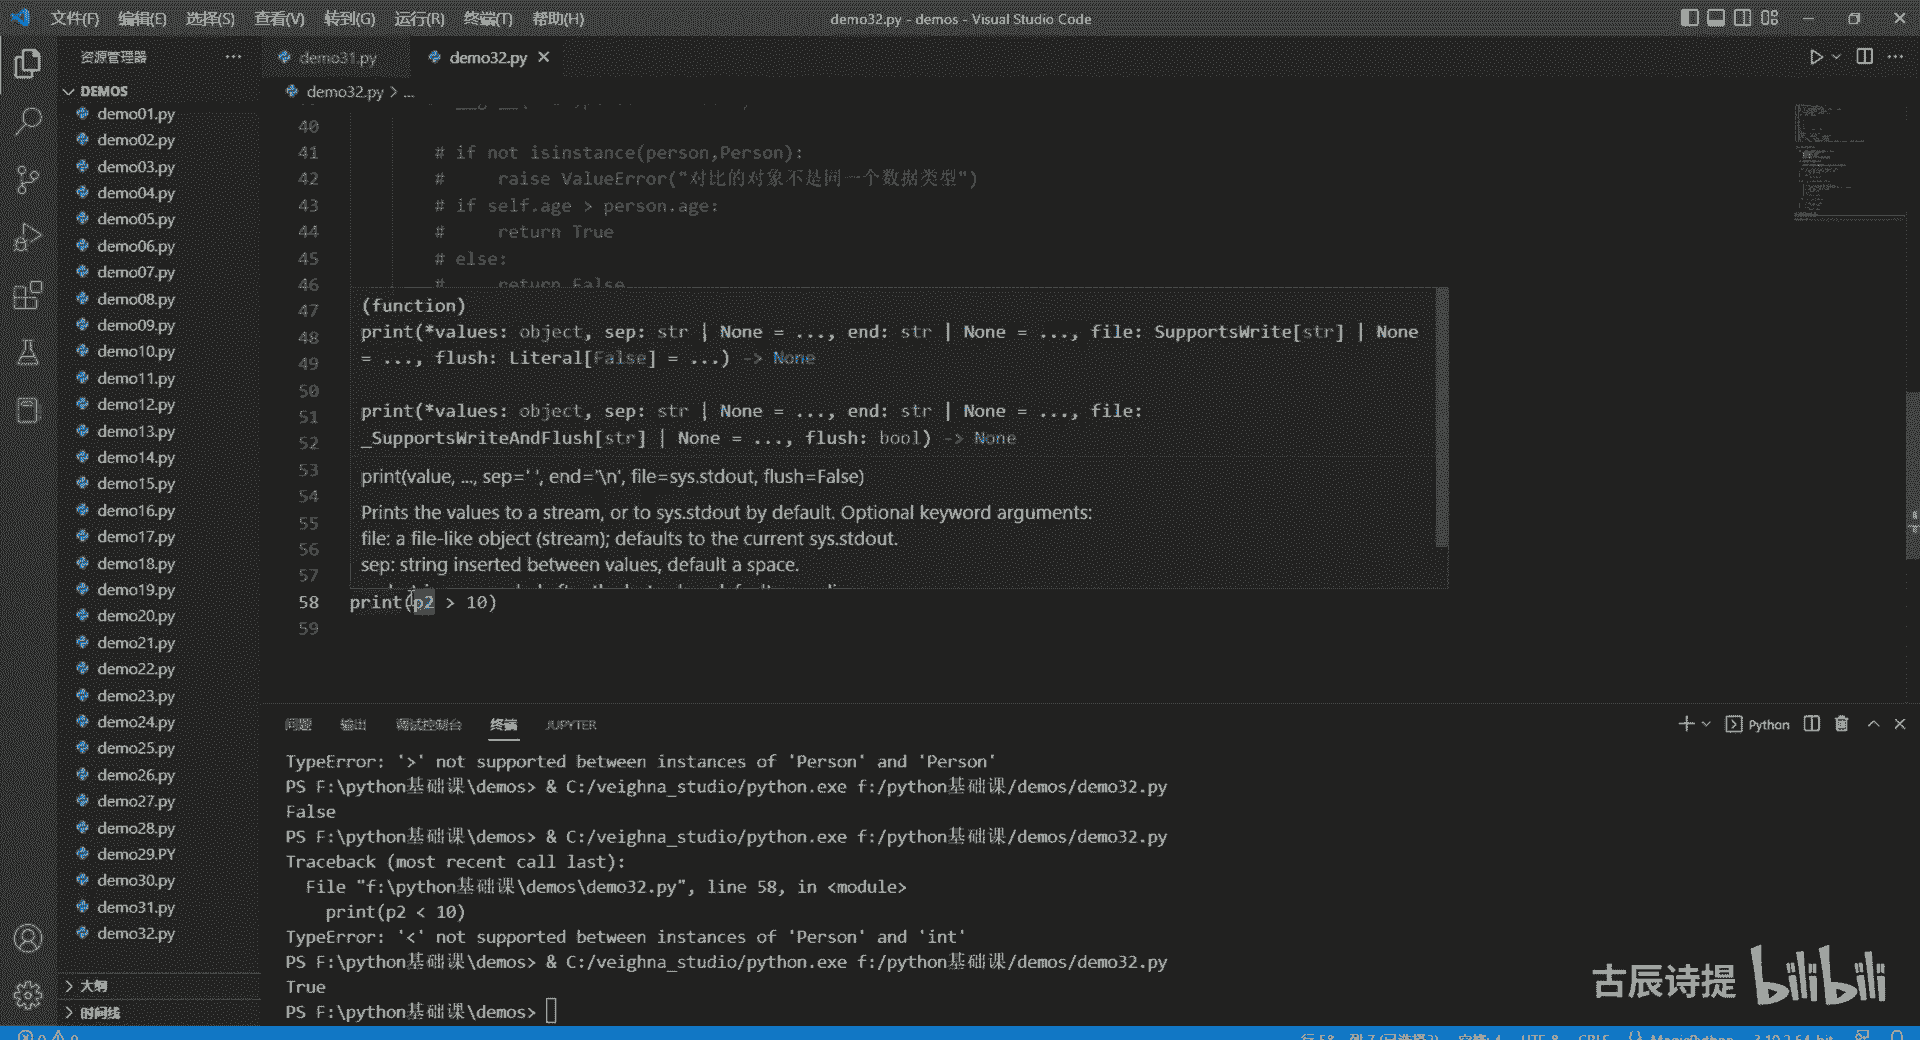 文件(F) 编辑(E) 选择(S) 查看(V) 转到(G) 运行(R) 终端(T) 帮助(H)
demo32.py - demos - Visual Studio Code
资源管理器
demo31.py
demo32.py
DEMOS
demo32.py > ...
demo01.py
demo02.py
demo03.py
demo04.py
demo05.py
demo06.py
demo07.py
demo08.py
demo09.py
demo10.py
demo11.py
demo12.py
demo13.py
demo14.py
demo15.py
demo16.py
demo17.py
demo18.py
demo19.py
demo20.py
demo21.py
demo22.py
demo23.py
demo24.py
demo25.py
demo26.py
demo27.py
demo28.py
demo29.PY
demo30.py
demo31.py
demo32.py
大纲
时间线
40
41 # if not isinstance(person,Person):
42 #     raise ValueError("对比的对象不是同一个数据类型")
43 # if self.age > person.age:
44 #     return True
45 # else:
46 #     return False
47
48
49
50
51
52
53
54
55
56
57
(function)
print(*values: object, sep: str | None = ..., end: str | None = ..., file: SupportsWrite[str] | None
= ..., flush: Literal[False] = ...) -> None
print(*values: object, sep: str | None = ..., end: str | None = ..., file:
_SupportsWriteAndFlush[str] | None = ..., flush: bool) -> None
print(value, ..., sep=' ', end='\n', file=sys.stdout, flush=False)
Prints the values to a stream, or to sys.stdout by default. Optional keyword arguments:
file: a file-like object (stream); defaults to the current sys.stdout.
sep: string inserted between values, default a space.
58 print(p2 > 10)
59
问题 输出 调试控制台 终端 JUPYTER
Python
TypeError: '>' not supported between instances of 'Person' and 'Person'
PS F:\python基础课\demos> & C:/veighna_studio/python.exe f:/python基础课/demos/demo32.py
False
PS F:\python基础课\demos> & C:/veighna_studio/python.exe f:/python基础课/demos/demo32.py
Traceback (most recent call last):
  File "f:\python基础课\demos\demo32.py", line 58, in <module>
    print(p2 < 10)
TypeError: '<' not supported between instances of 'Person' and 'int'
PS F:\python基础课\demos> & C:/veighna_studio/python.exe f:/python基础课/demos/demo32.py
True
PS F:\python基础课\demos>
古辰诗提 bilibili